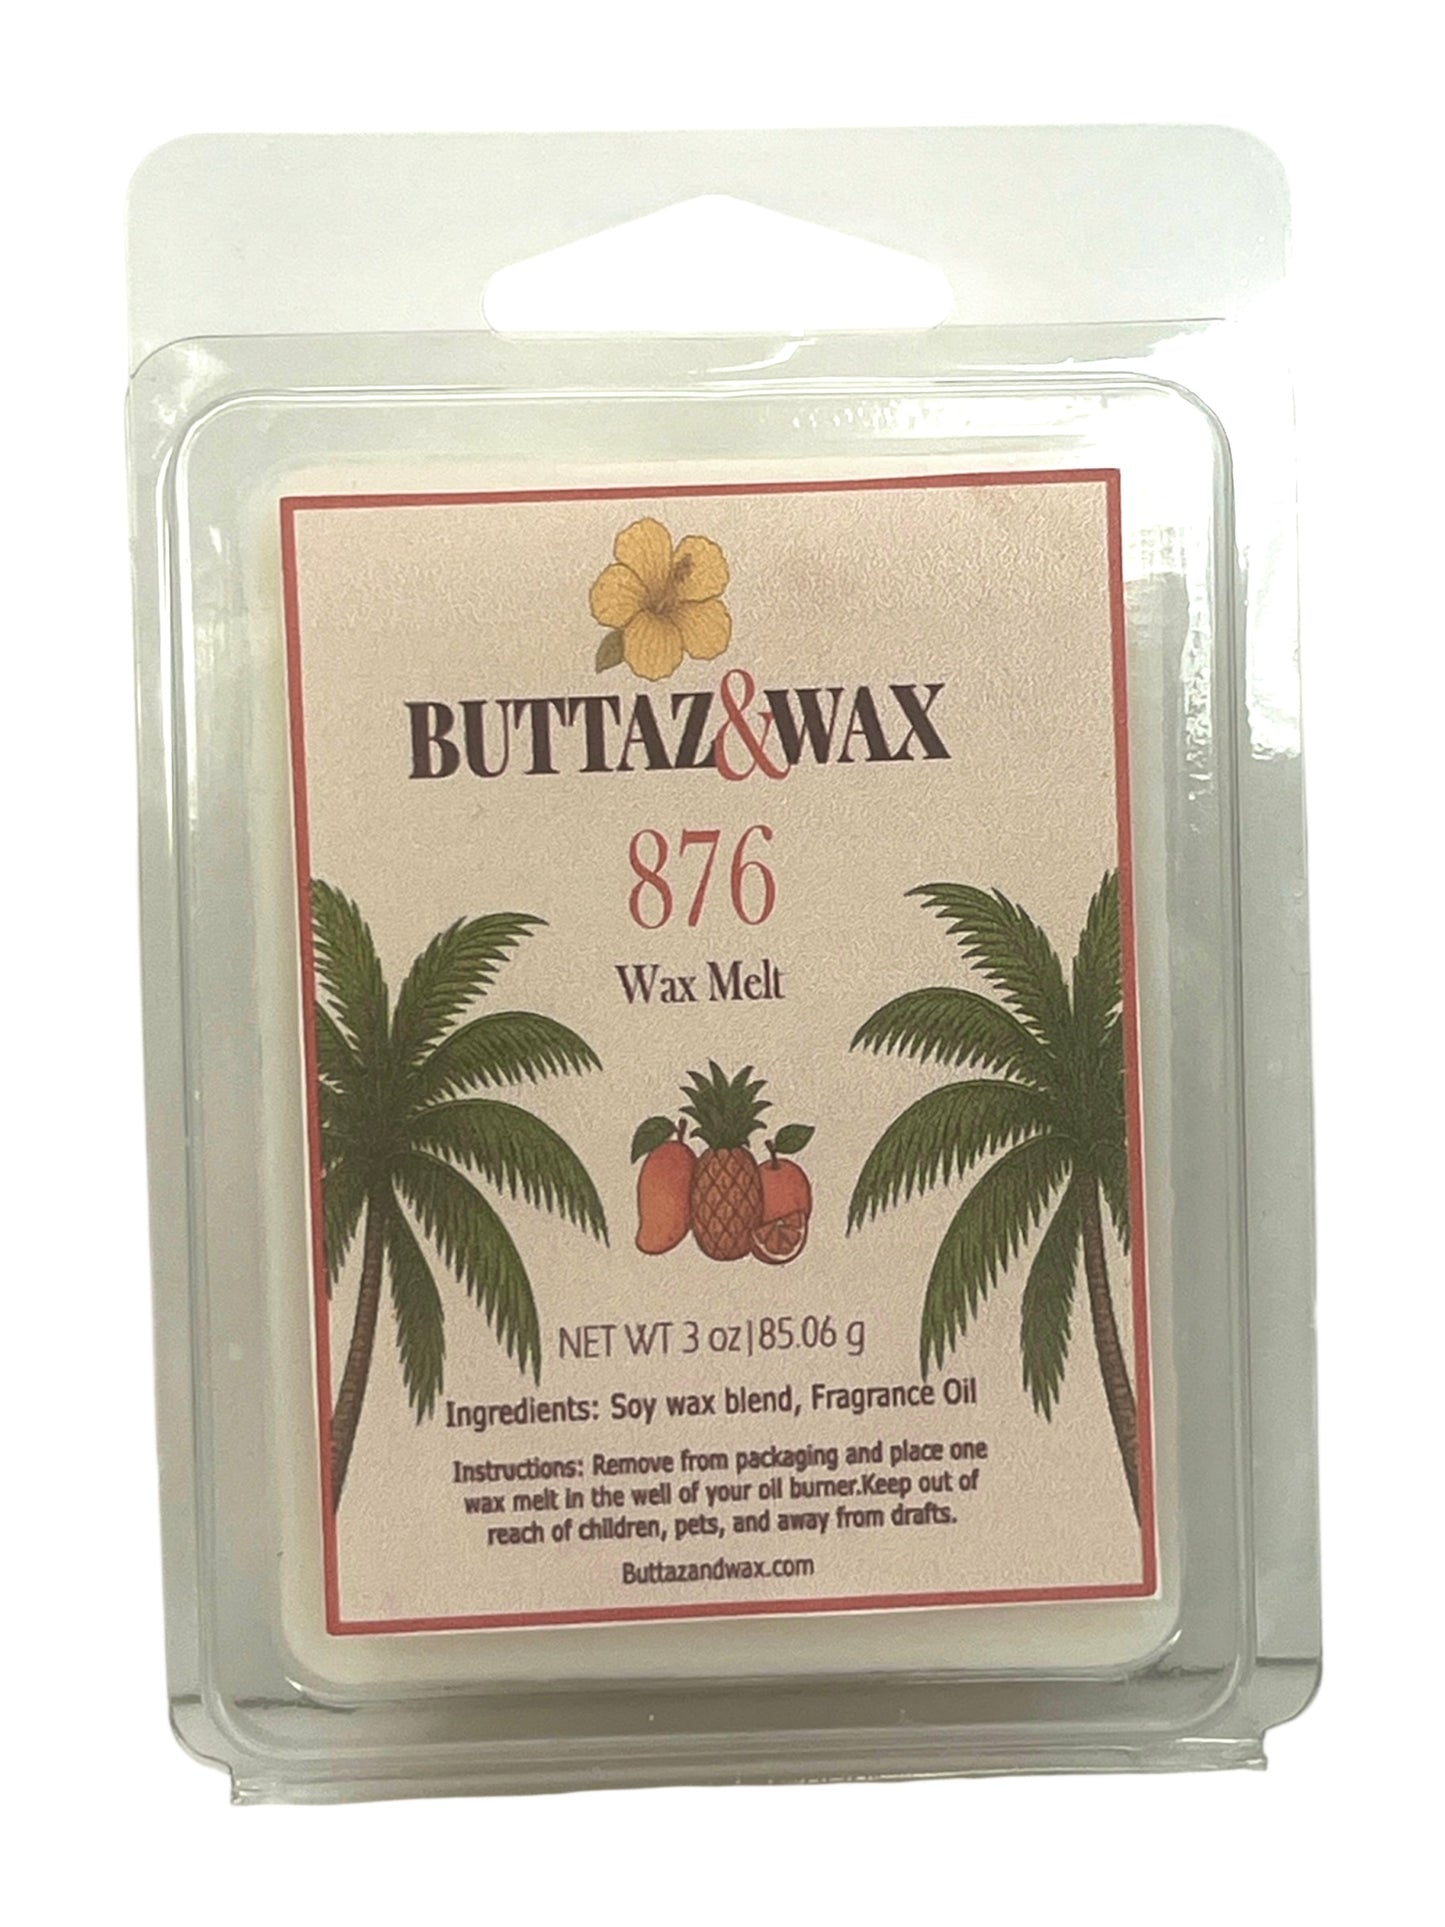 BUTTAZ&WAX
876
Wax Melt
NET WT 3 oz|85.06 g
Ingredients: Soy wax blend, Fragrance Oil
Instructions: Remove from packaging and place one
wax melt in the well of your oil burner.Keep out of
reach of children, pets, and away from drafts.
Buttazandwax.com